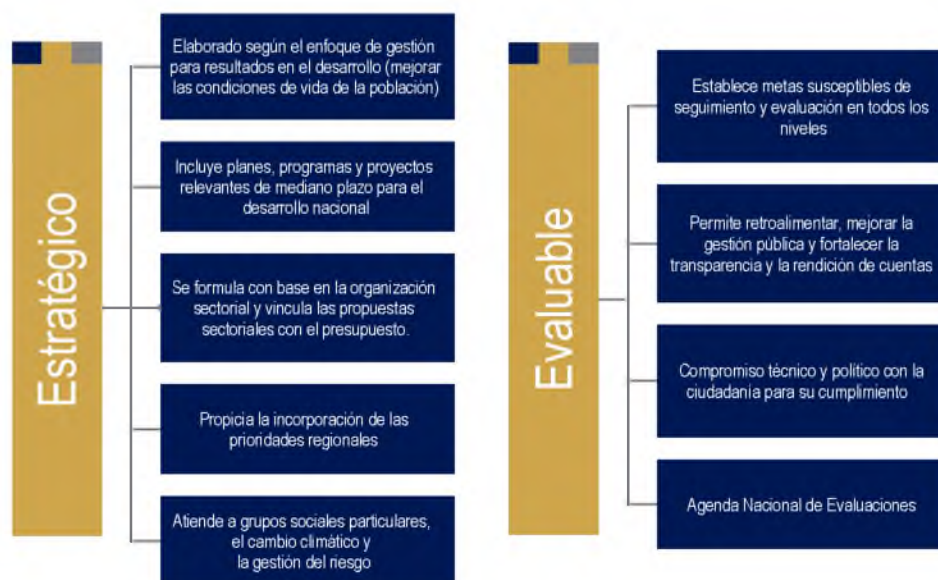 Estratégico
Elaborado según el enfoque de gestión
para resultados en el desarrollo (mejorar
las condiciones de vida de la población)
Incluye planes, programas y proyectos
relevantes de mediano plazo para el
desarrollo nacional
Se formula con base en la organización
sectorial y vincula las propuestas
sectoriales con el presupuesto.
Propicia la incorporación de las
prioridades regionales
Atiende a grupos sociales particulares,
el cambio climático y
la gestión del riesgo
Evaluable
Establece metas susceptibles de
seguimiento y evaluación en todos los
niveles
Permite retroalimentar, mejorar la
gestión pública y fortalecer la
transparencia y la rendición de cuentas
Compromiso técnico y político con la
ciudadanía para su cumplimiento
Agenda Nacional de Evaluaciones